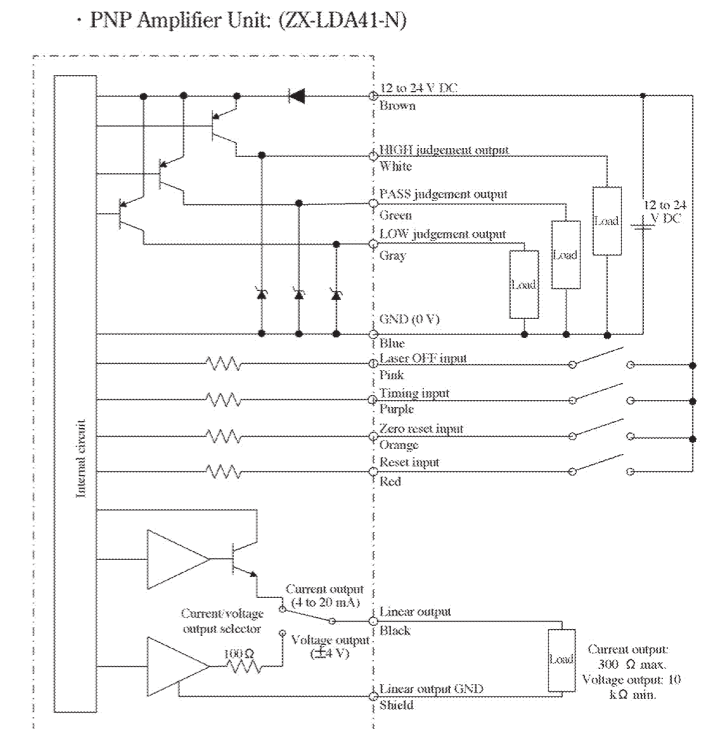 · PNP Amplifier Unit: (ZX-LDA41-N)
12 to 24 V DC
Brown
HIGH judgement output
White
PASS judgement output
Green
LOW judgement output
Gray
Load
Load
Load
12 to 24
V DC
GND (0 V)
Blue
Laser OFF input
Pink
Timing input
Purple
Zero reset input
Orange
Reset input
Red
Internal circuit
Current output
(4 to 20 mA)
Current/voltage
output selector
Linear output
Black
Voltage output
(±4 V)
100 Ω
Load
Current output:
300 Ω max.
Voltage output: 10
kΩ min.
Linear output GND
Shield